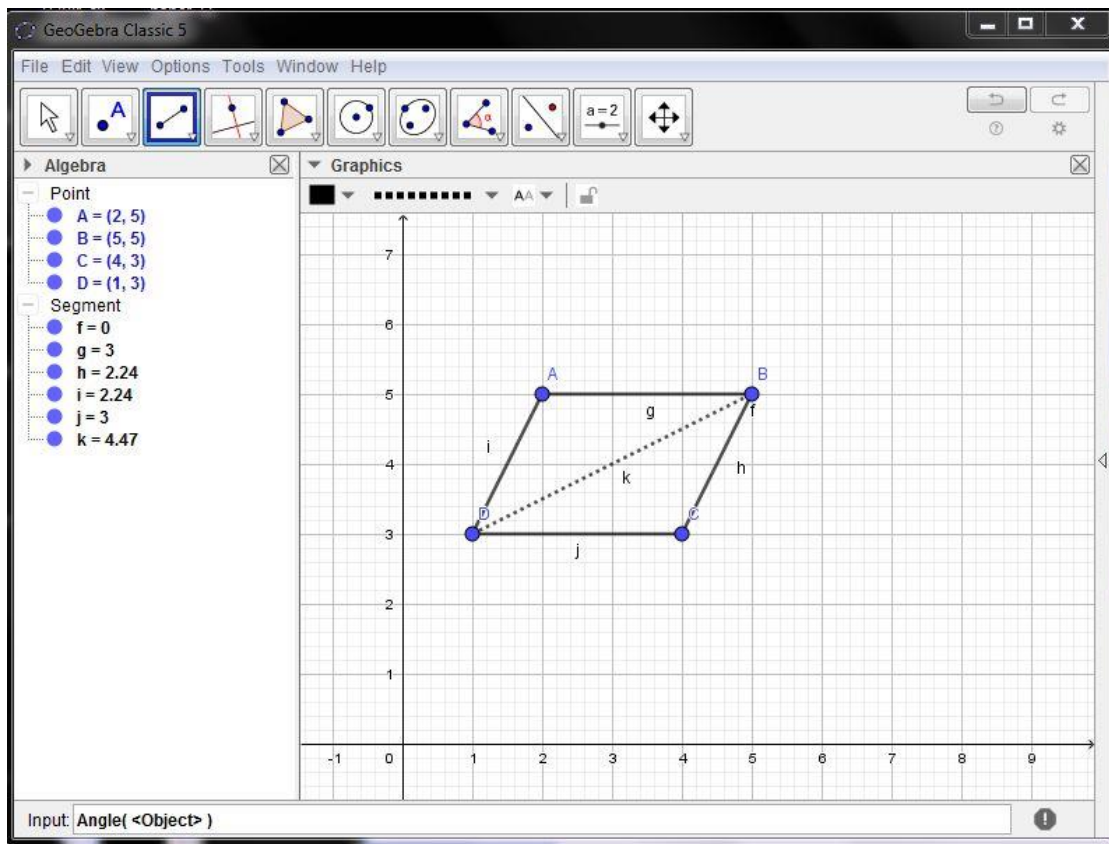 GeoGebra Classic 5
File Edit View Options Tools Window Help
A
α
a=2
Algebra
Graphics
AA
Point
A = (2, 5)
B = (5, 5)
C = (4, 3)
D = (1, 3)
Segment
f = 0
g = 3
h = 2.24
i = 2.24
j = 3
k = 4.47
7
6
A
B
5
g
f
i
4
k
h
D
C
3
j
2
1
-1 0 1 2 3 4 5 6 7 8 9
Input: Angle( <Object> )